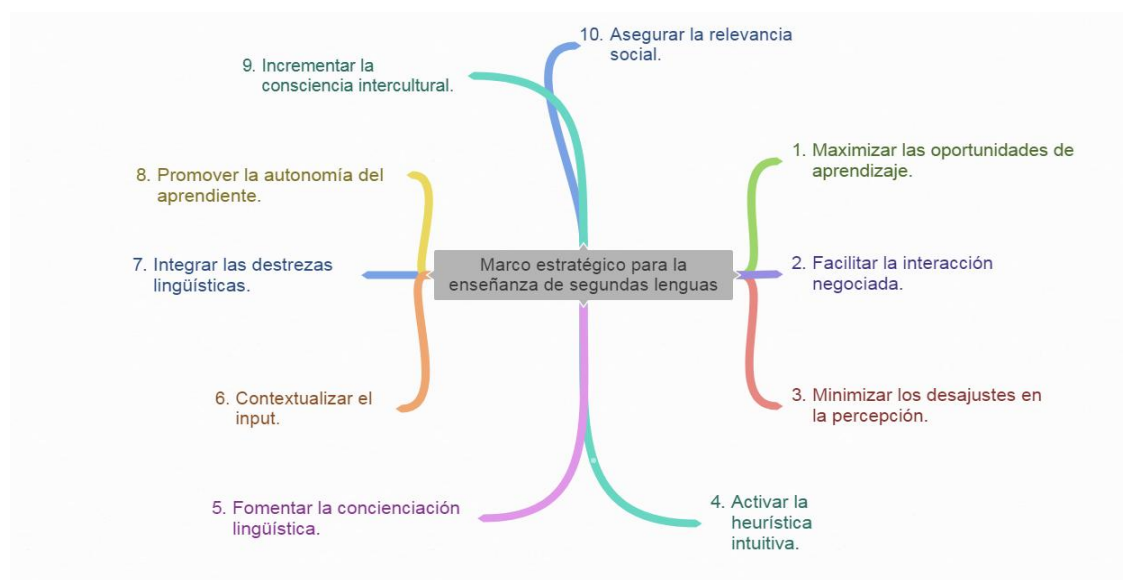 Marco estratégico para la
enseñanza de segundas lenguas
1. Maximizar las oportunidades de
aprendizaje.
2. Facilitar la interacción
negociada.
3. Minimizar los desajustes en
la percepción.
4. Activar la
heurística
intuitiva.
5. Fomentar la concienciación
lingüística.
6. Contextualizar el
input.
7. Integrar las destrezas
lingüísticas.
8. Promover la autonomía del
aprendiente.
9. Incrementar la
consciencia intercultural.
10. Asegurar la relevancia
social.